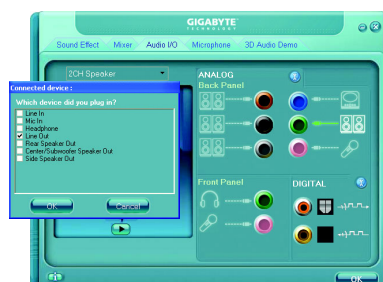 GIGABYTE
TECHNOLOGY
Sound Effect Mixer Audio I/O Microphone 3D Audio Demo
2CH Speaker
Connected device :
Which device did you plug in?
Line In
Mic In
Headphone
Line Out
Rear Speaker Out
Center/Subwoofer Speaker Out
Side Speaker Out
OK Cancel
ANALOG
Back Panel
Front Panel
DIGITAL
OK